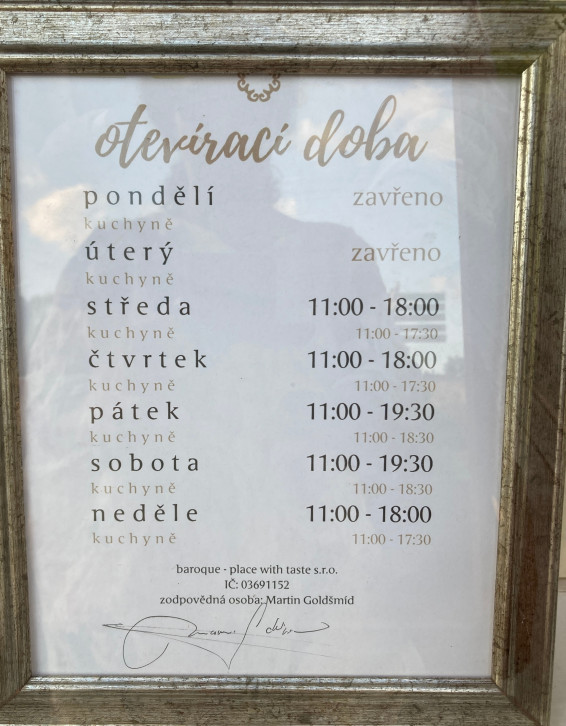 otevírací doba
pondělí zavřeno
kuchyně
úterý zavřeno
kuchyně
středa 11:00 - 18:00
kuchyně 11:00 - 17:30
čtvrtek 11:00 - 18:00
kuchyně 11:00 - 17:30
pátek 11:00 - 19:30
kuchyně 11:00 - 18:30
sobota 11:00 - 19:30
kuchyně 11:00 - 18:30
neděle 11:00 - 18:00
kuchyně 11:00 - 17:30
baroque - place with taste s.r.o.
IČ: 03691152
zodpovědná osoba: Martin Goldšmíd